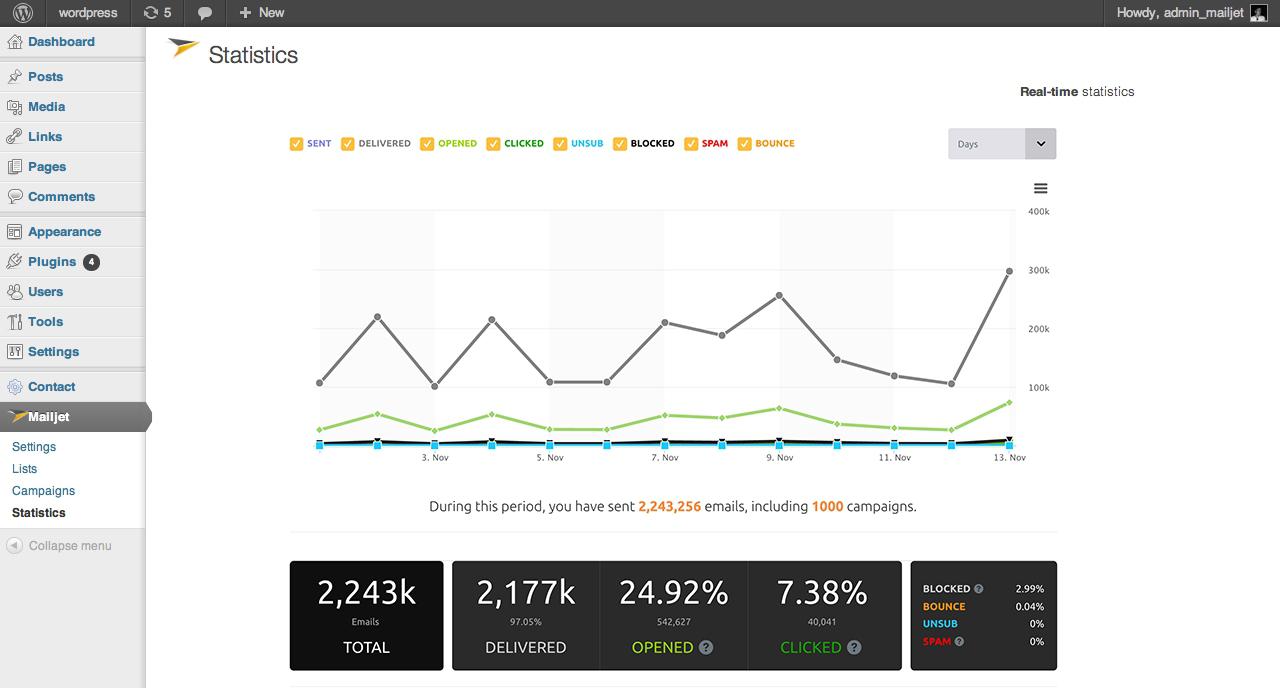 wordpress 5 + New Howdy, admin_mailjet
Dashboard
Posts
Media
Links
Pages
Comments
Appearance
Plugins 4
Users
Tools
Settings
Contact
Mailjet
Settings
Lists
Campaigns
Statistics
Collapse menu
Statistics
Real-time statistics
SENT DELIVERED OPENED CLICKED UNSUB BLOCKED SPAM BOUNCE
Days
400k
300k
200k
100k
3. Nov 5. Nov 7. Nov 9. Nov 11. Nov 13. Nov
During this period, you have sent 2,243,256 emails, including 1000 campaigns.
2,243k
Emails
TOTAL
2,177k
97.05%
DELIVERED
24.92%
542,627
OPENED ?
7.38%
40,041
CLICKED ?
BLOCKED ? 2.99%
BOUNCE 0.04%
UNSUB 0%
SPAM ? 0%